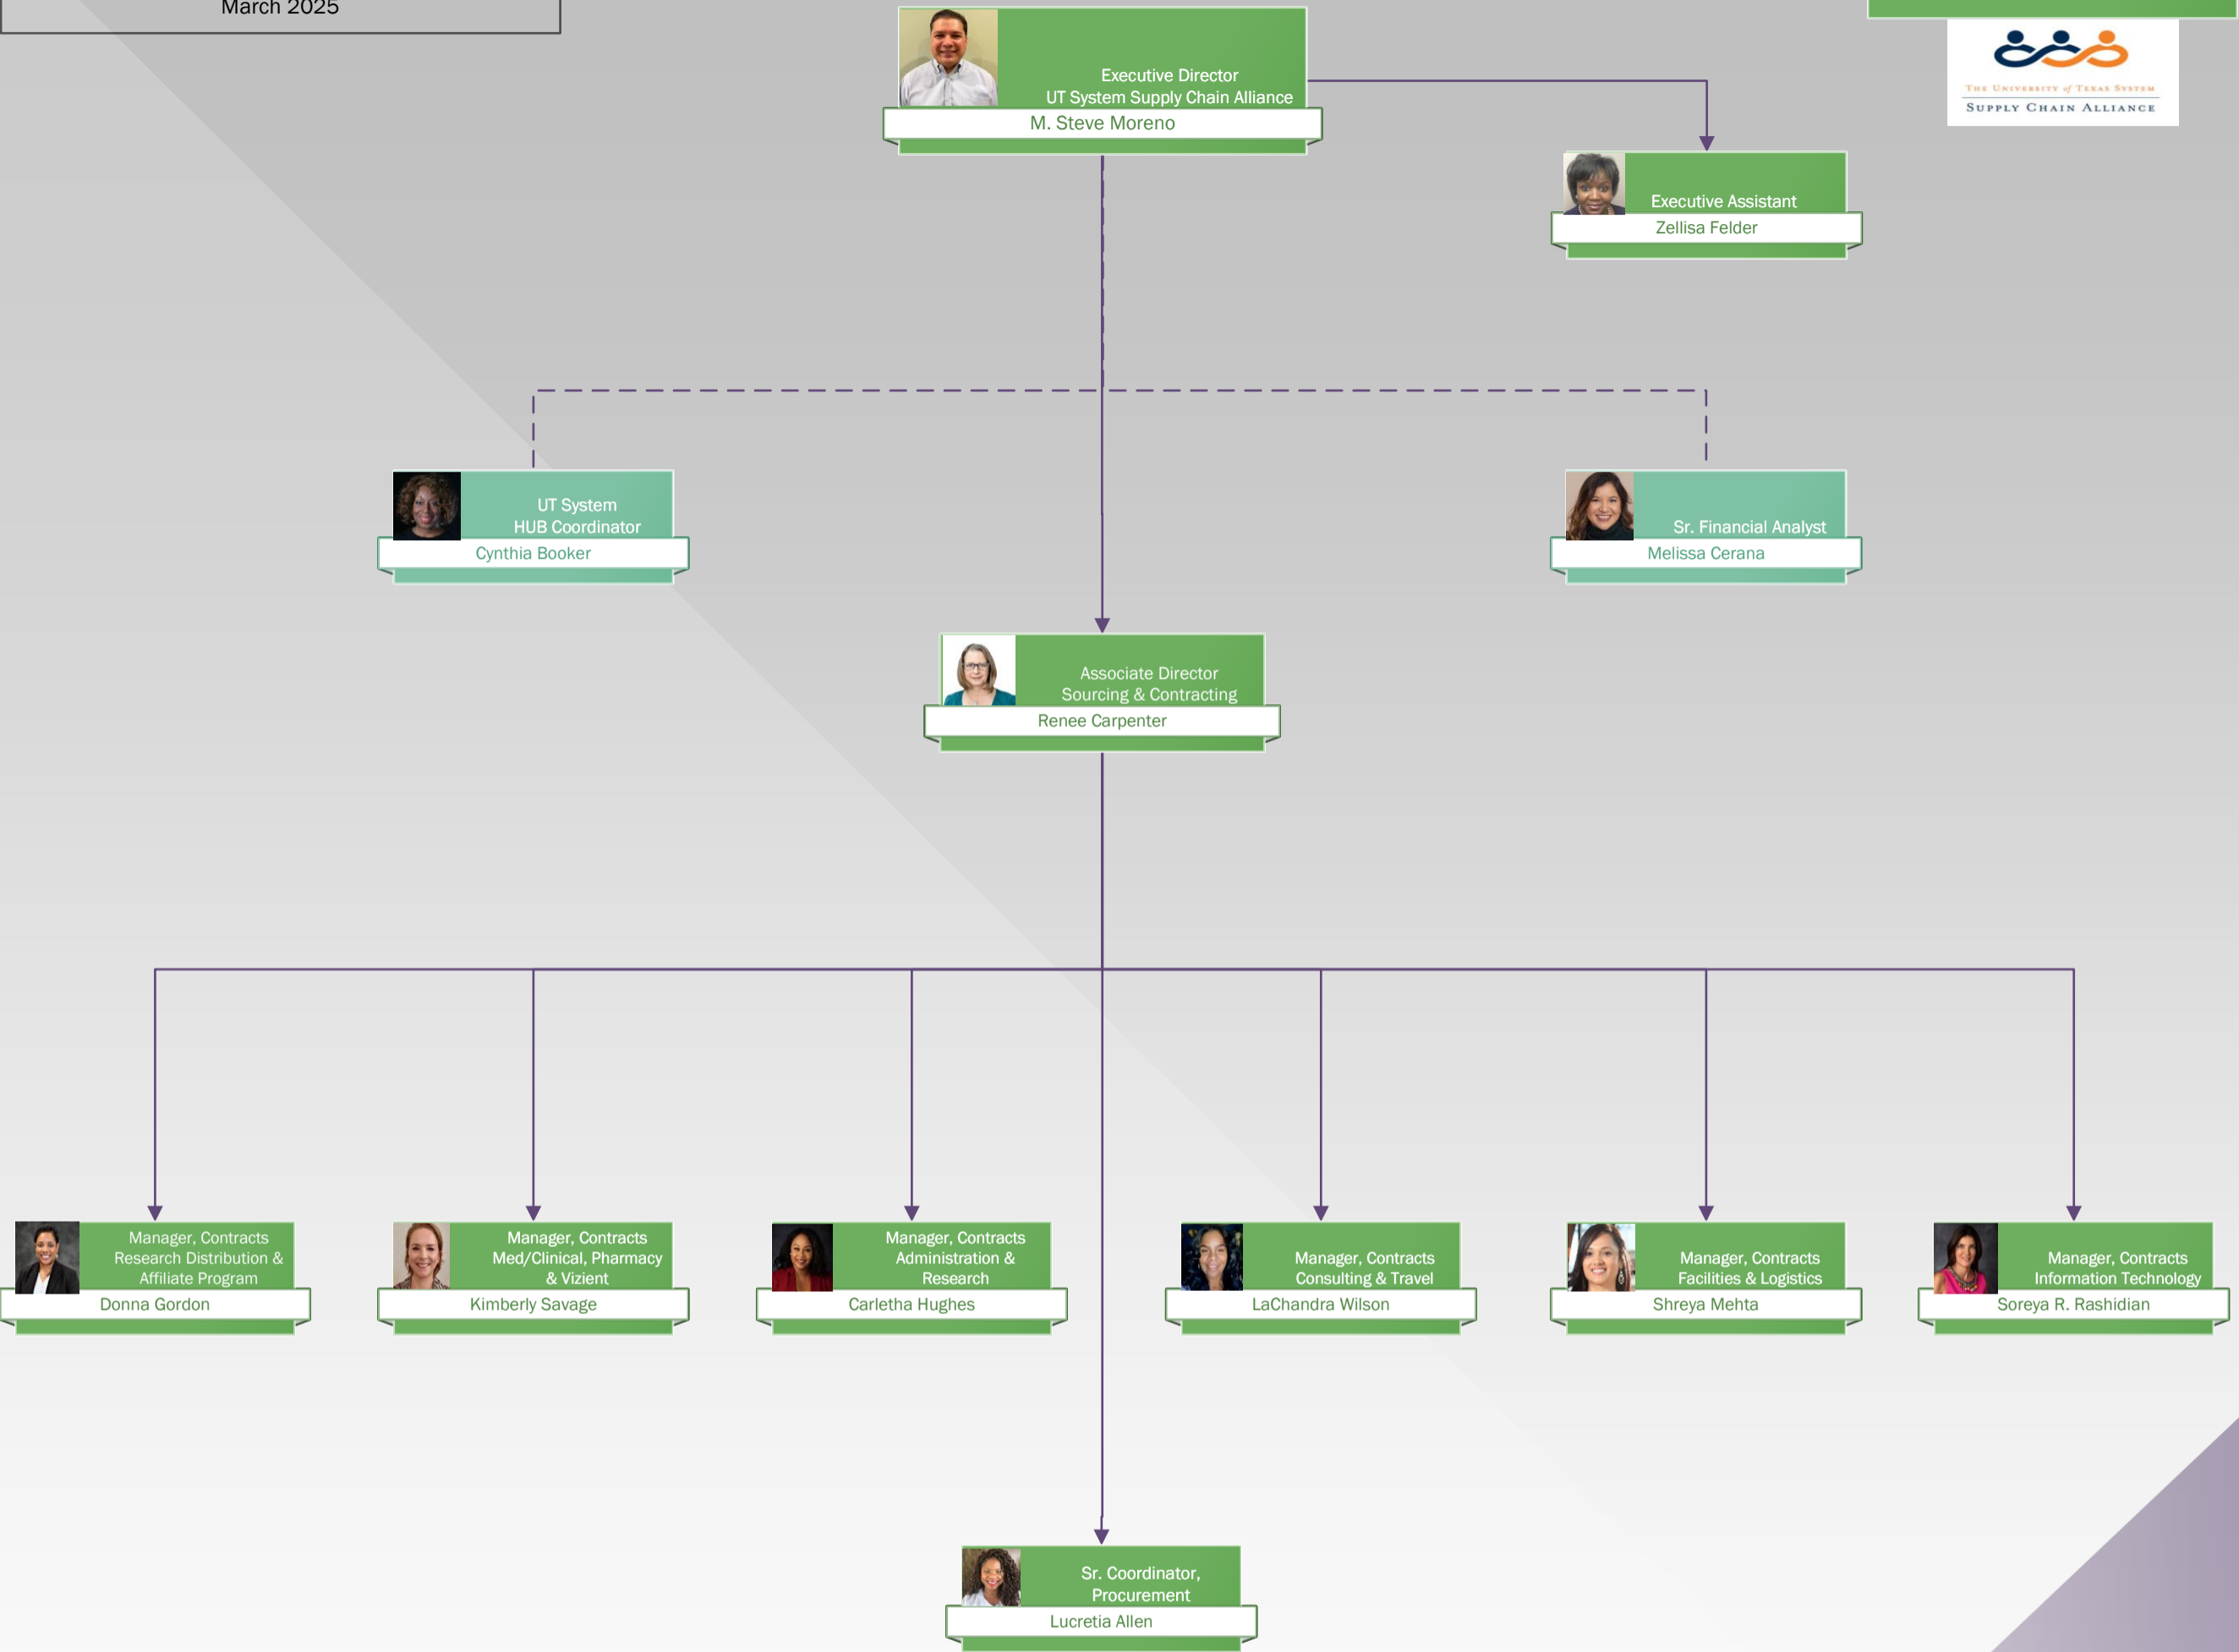 March 2025
Executive Director
UT System Supply Chain Alliance
M. Steve Moreno
THE UNIVERSITY of TEXAS SYSTEM
SUPPLY CHAIN ALLIANCE
Executive Assistant
Zellisa Felder
UT System
HUB Coordinator
Cynthia Booker
Sr. Financial Analyst
Melissa Cerana
Associate Director
Sourcing & Contracting
Renee Carpenter
Manager, Contracts
Research Distribution &
Affiliate Program
Donna Gordon
Manager, Contracts
Med/Clinical, Pharmacy
& Vizient
Kimberly Savage
Manager, Contracts
Administration &
Research
Carletha Hughes
Manager, Contracts
Consulting & Travel
LaChandra Wilson
Manager, Contracts
Facilities & Logistics
Shreya Mehta
Manager, Contracts
Information Technology
Soreya R. Rashidian
Sr. Coordinator,
Procurement
Lucretia Allen